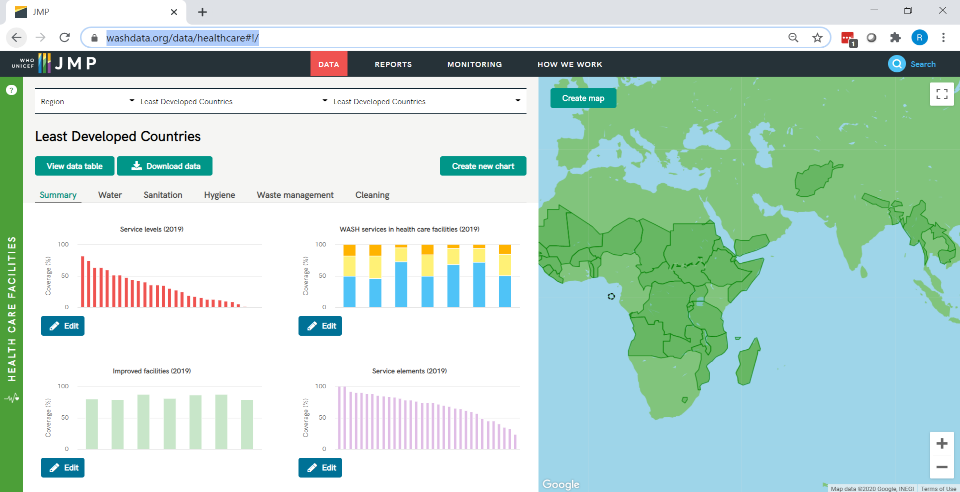 JMP
washdata.org/data/healthcare#!/
1
R
WHO
UNICEF
JMP
DATA
REPORTS
MONITORING
HOW WE WORK
Search
?
HEALTH CARE FACILITIES
Region
Least Developed Countries
Least Developed Countries
Create map
Least Developed Countries
View data table
Download data
Create new chart
Summary
Water
Sanitation
Hygiene
Waste management
Cleaning
Service levels (2019)
Coverage (%)
100
50
0
Edit
WASH services in health care facilities (2019)
Coverage (%)
100
50
0
Edit
Improved facilities (2019)
Coverage (%)
100
50
0
Edit
Service elements (2019)
Coverage (%)
100
50
0
Edit
Google
Map data ©2020 Google, INEGI
Terms of Use